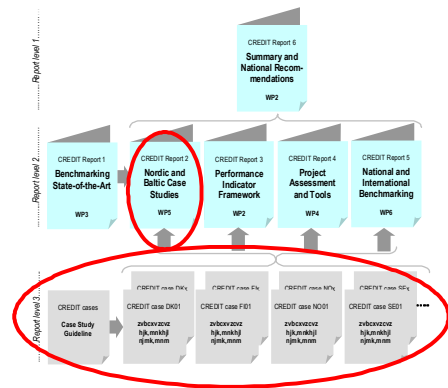 Report level 1
CREDIT Report 6
Summary and
National Recom-
mendations
WP2
Report level 2
CREDIT Report 1
Benchmarking
State-of-the-Art
WP3
CREDIT Report 2
Nordic and
Baltic Case
Studies
WP5
CREDIT Report 3
Performance
Indicator
Framework
WP2
CREDIT Report 4
Project
Assessment
and Tools
WP4
CREDIT Report 5
National and
International
Benchmarking
WP6
Report level 3
CREDIT cases
Case Study
Guideline
CREDIT case DKs
CREDIT case DK01
zvbcxvzcvz
hjk,mnkhjl
njmk,mnm
CREDIT case FIs
CREDIT case FI01
zvbcxvzcvz
hjk,mnkhjl
njmk,mnm
CREDIT case NOs
CREDIT case NO01
zvbcxvzcvz
hjk,mnkhjl
njmk,mnm
CREDIT case SEs
CREDIT case SE01
zvbcxvzcvz
hjk,mnkhjl
njmk,mnm